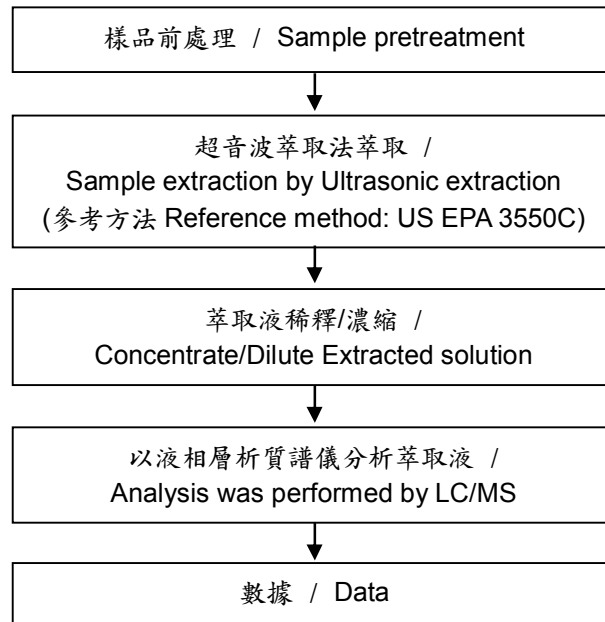 樣品前處理 / Sample pretreatment
超音波萃取法萃取 /
Sample extraction by Ultrasonic extraction
(參考方法 Reference method: US EPA 3550C)
萃取液稀釋/濃縮 /
Concentrate/Dilute Extracted solution
以液相層析質譜儀分析萃取液 /
Analysis was performed by LC/MS
數據 / Data